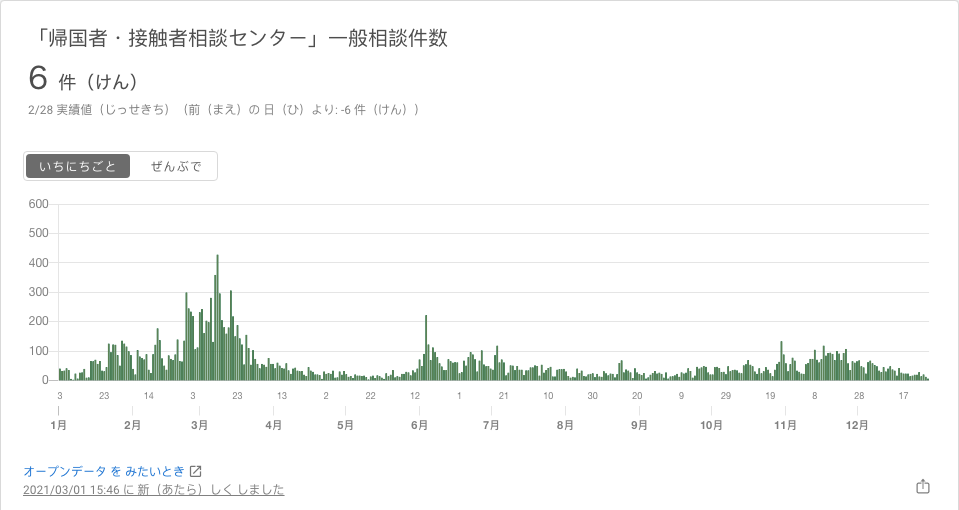 「帰国者・接触者相談センター」一般相談件数
6 件（けん）
2/28 実績値（じっせきち）（前（まえ）の 日（ひ）より: -6 件（けん））
いちにちごと ぜんぶで
600
500
400
300
200
100
0
3 23 14 3 23 13 2 22 12 1 21 10 30 20 9 29 19 8 28 17
1月 2月 3月 4月 5月 6月 7月 8月 9月 10月 11月 12月
オープンデータ を みたいとき
2021/03/01 15:46 に 新（あたら）しく しました